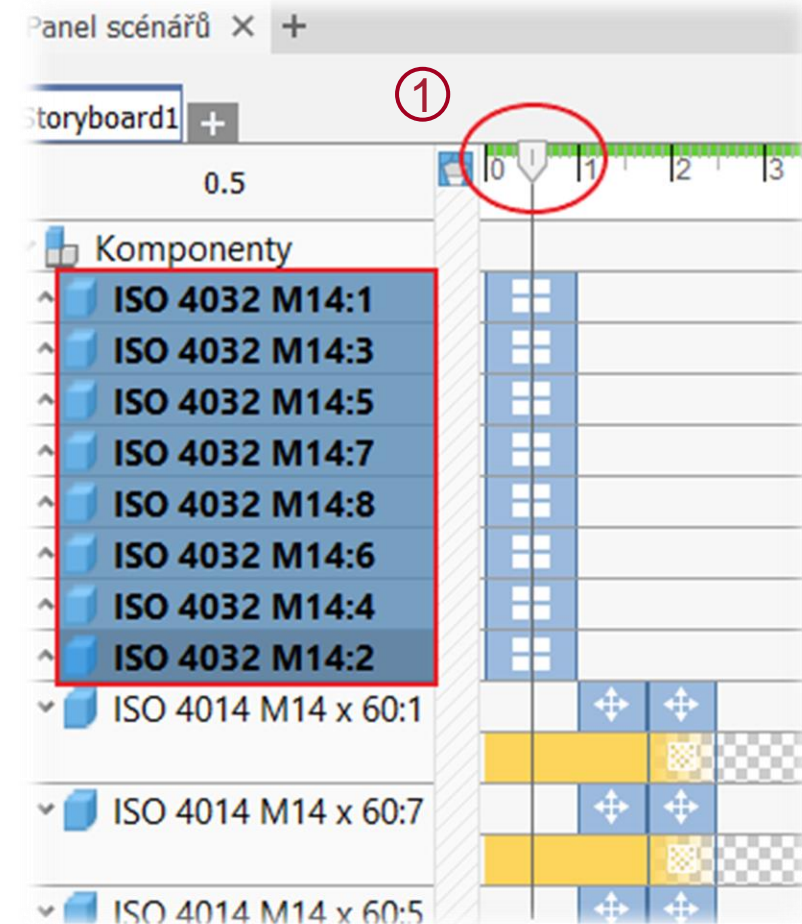 Panel scénářů × +
①
Storyboard1 +
0.5
0 1 2 3
Komponenty
ISO 4032 M14:1
ISO 4032 M14:3
ISO 4032 M14:5
ISO 4032 M14:7
ISO 4032 M14:8
ISO 4032 M14:6
ISO 4032 M14:4
ISO 4032 M14:2
ISO 4014 M14 x 60:1
ISO 4014 M14 x 60:7
ISO 4014 M14 x 60:5